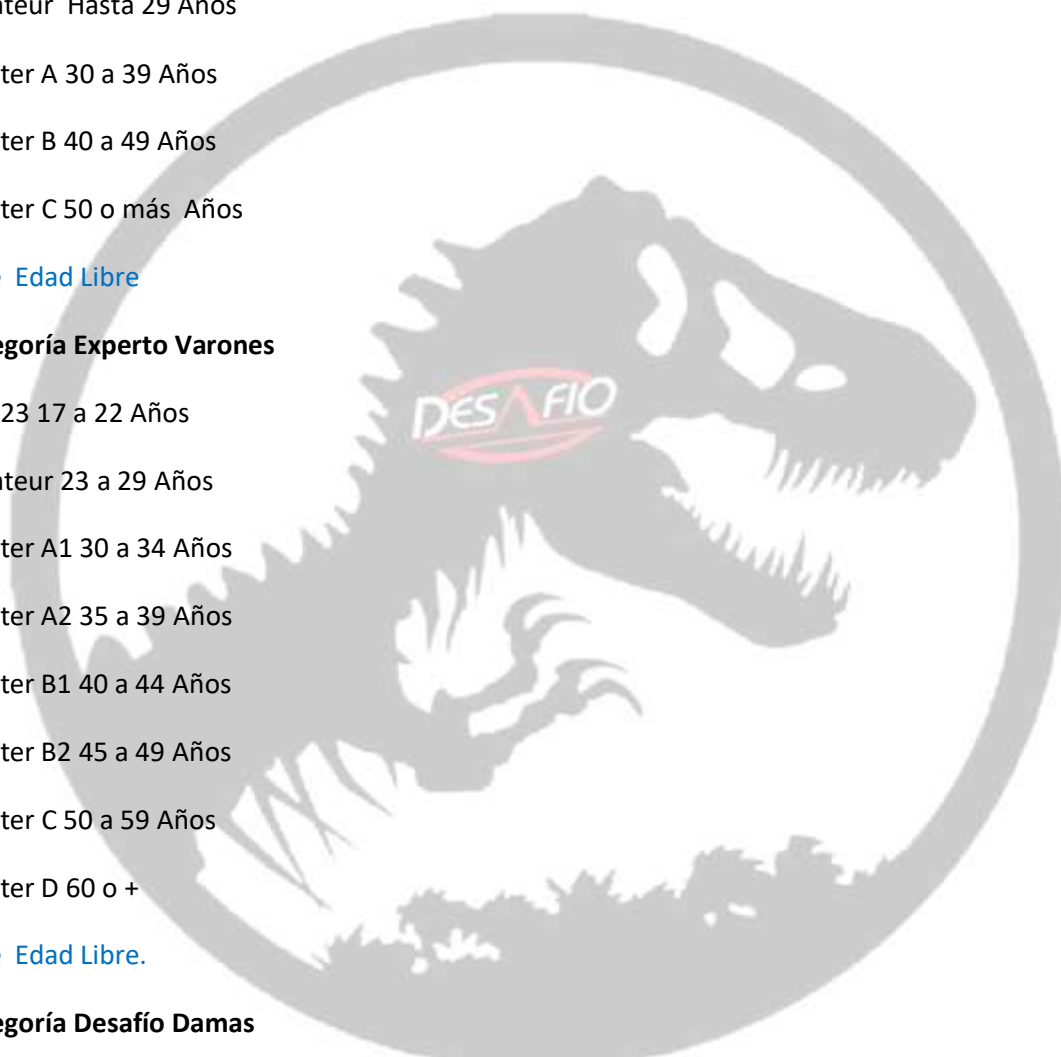 ateur Hasta 29 Años
ter A 30 a 39 Años
ter B 40 a 49 Años
ter C 50 o más Años
e Edad Libre
egoría Experto Varones
23 17 a 22 Años
ateur 23 a 29 Años
ter A1 30 a 34 Años
ter A2 35 a 39 Años
DESAFIO
ter B1 40 a 44 Años
ter B2 45 a 49 Años
ter C 50 a 59 Años
ter D 60 o +
e Edad Libre.
egoría Desafío Damas